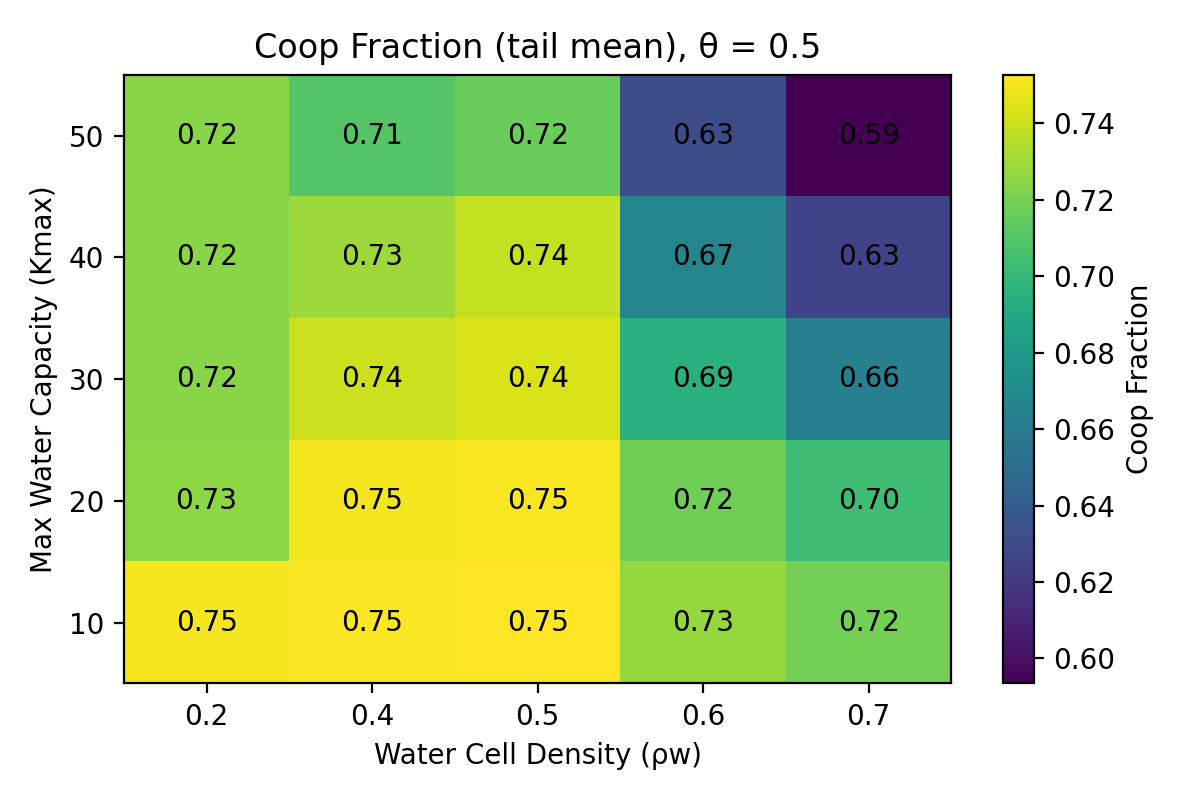 Coop Fraction (tail mean), θ = 0.5
Max Water Capacity (Kmax)
50 0.72 0.71 0.72 0.63 0.59
40 0.72 0.73 0.74 0.67 0.63
30 0.72 0.74 0.74 0.69 0.66
20 0.73 0.75 0.75 0.72 0.70
10 0.75 0.75 0.75 0.73 0.72
0.2 0.4 0.5 0.6 0.7
Water Cell Density (ρw)
0.74
0.72
0.70
0.68
0.66
0.64
0.62
0.60
Coop Fraction